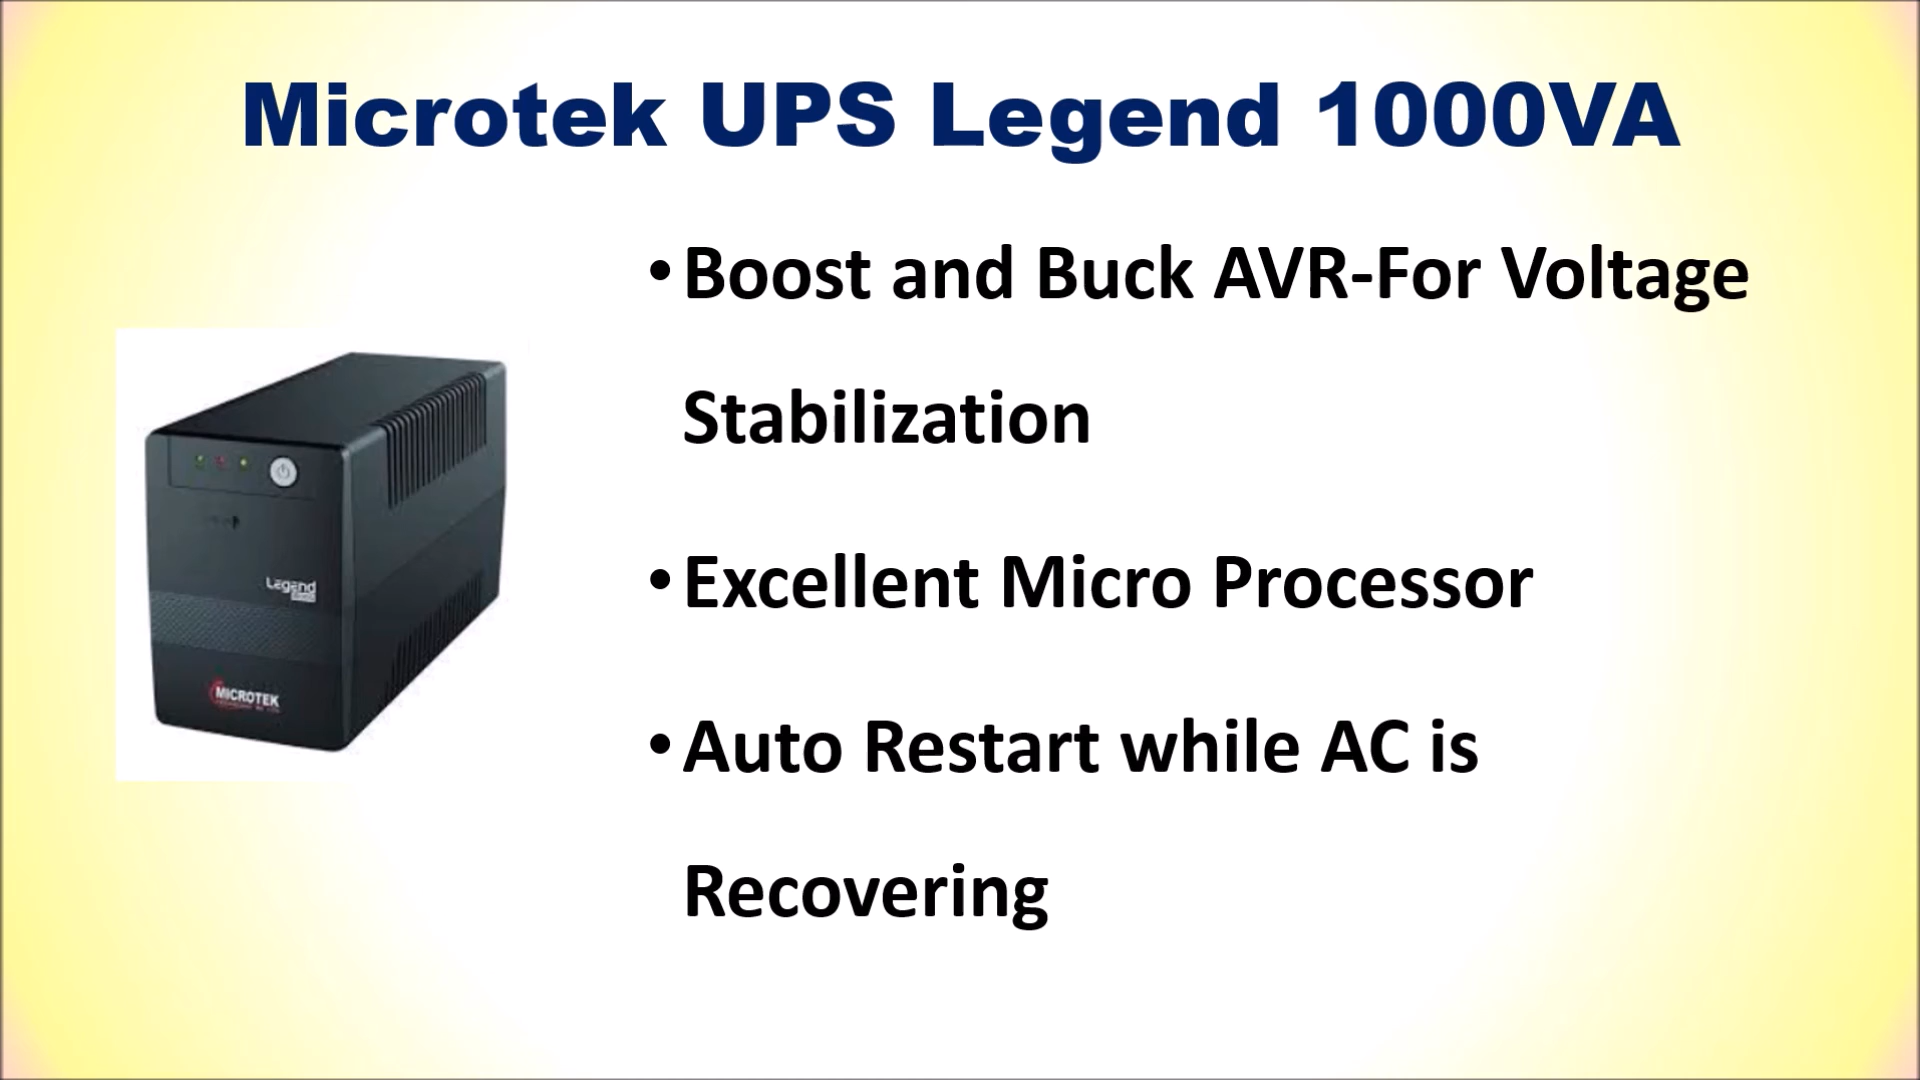 Microtek UPS Legend 1000VA
•Boost and Buck AVR-For Voltage
Stabilization
•Excellent Micro Processor
•Auto Restart while AC is
Recovering
Legend
MICROTEK